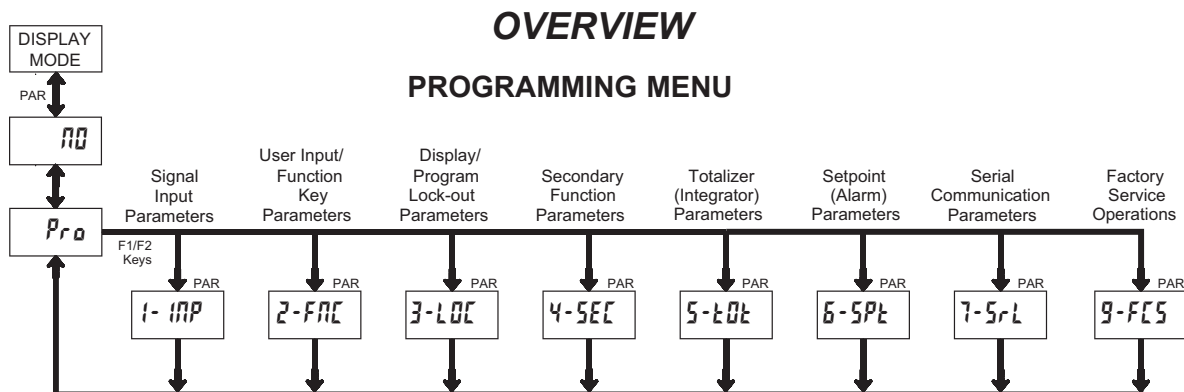 OVERVIEW
PROGRAMMING MENU
DISPLAY
MODE
PAR
NO
Pro
F1/F2
Keys
Signal
Input
Parameters
User Input/
Function
Key
Parameters
Display/
Program
Lock-out
Parameters
Secondary
Function
Parameters
Totalizer
(Integrator)
Parameters
Setpoint
(Alarm)
Parameters
Serial
Communication
Parameters
Factory
Service
Operations
PAR
PAR
PAR
PAR
PAR
PAR
PAR
PAR
1-INP
2-FNC
3-LOC
4-SEC
5-tOt
6-SPt
7-SrL
9-FCS